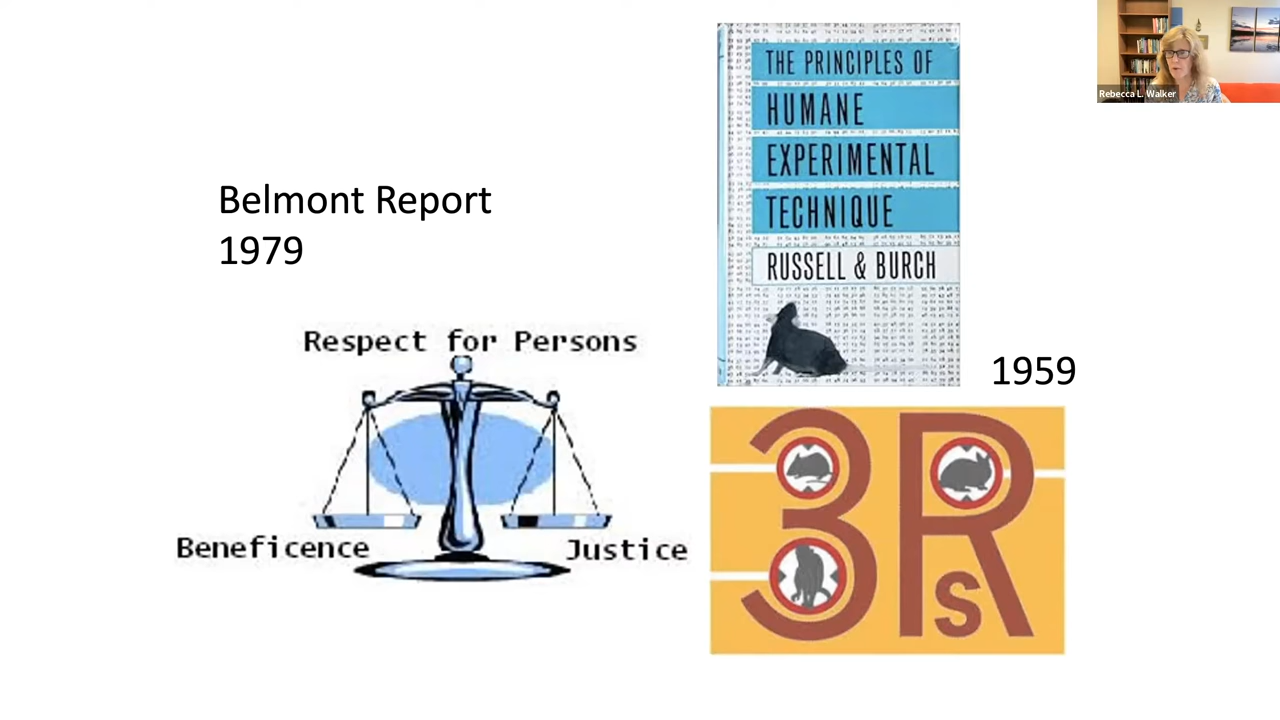 Belmont Report
1979
Respect for Persons
Beneficence
Justice
THE PRINCIPLES OF
HUMANE
EXPERIMENTAL
TECHNIQUE
RUSSELL & BURCH
1959
3Rs
Rebecca L. Walker